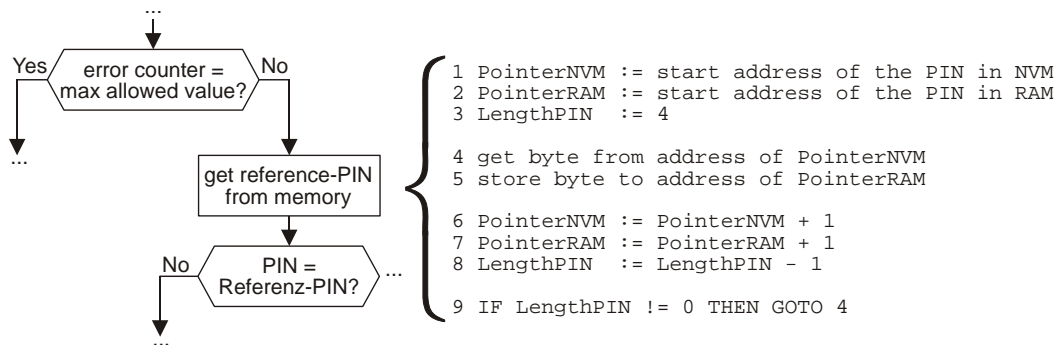 ...
Yes
error counter =
max allowed value?
No
...
get reference-PIN
from memory
No
PIN =
Referenz-PIN?
...
...
1 PointerNVM := start address of the PIN in NVM
2 PointerRAM := start address of the PIN in RAM
3 LengthPIN  := 4
4 get byte from address of PointerNVM
5 store byte to address of PointerRAM
6 PointerNVM := PointerNVM + 1
7 PointerRAM := PointerRAM + 1
8 LengthPIN  := LengthPIN - 1
9 IF LengthPIN != 0 THEN GOTO 4